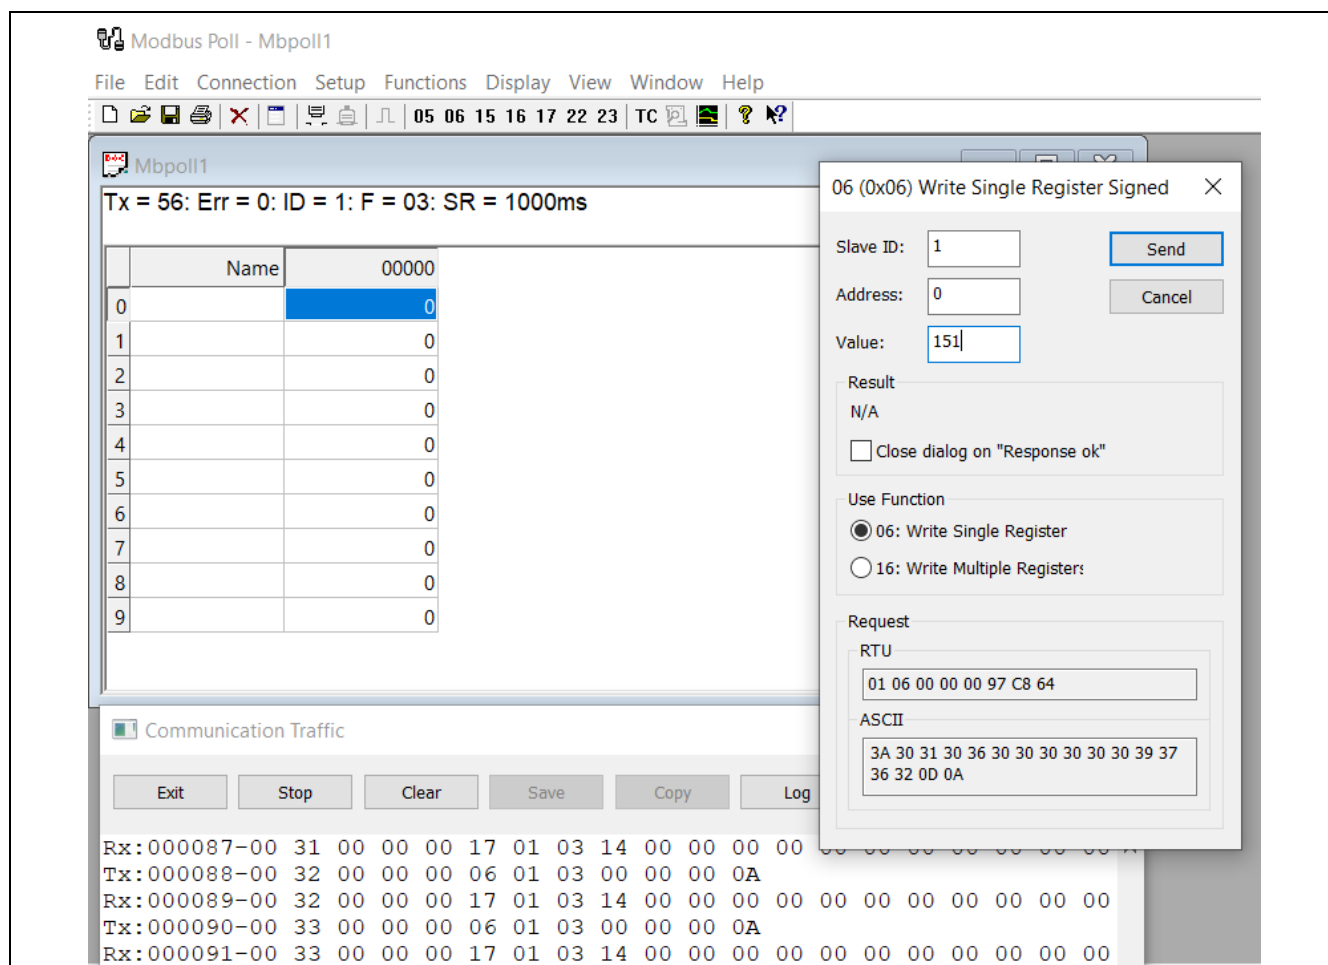 Modbus Poll - Mbpoll1
File Edit Connection Setup Functions Display View Window Help
05 06 15 16 17 22 23 TC
Mbpoll1
Tx = 56: Err = 0: ID = 1: F = 03: SR = 1000ms
Name 00000
0 0
1 0
2 0
3 0
4 0
5 0
6 0
7 0
8 0
9 0
06 (0x06) Write Single Register Signed
Slave ID: 1 Send
Address: 0 Cancel
Value: 151
Result
N/A
Close dialog on "Response ok"
Use Function
06: Write Single Register
16: Write Multiple Registers
Request
RTU
01 06 00 00 00 97 C8 64
ASCII
3A 30 31 30 36 30 30 30 30 30 30 39 37
36 32 0D 0A
Communication Traffic
Exit Stop Clear Save Copy Log
Rx:000087-00 31 00 00 00 17 01 03 14 00 00 00 00 00 00 00 00 00 00
Tx:000088-00 32 00 00 00 06 01 03 00 00 00 0A
Rx:000089-00 32 00 00 00 17 01 03 14 00 00 00 00 00 00 00 00 00 00
Tx:000090-00 33 00 00 00 06 01 03 00 00 00 0A
Rx:000091-00 33 00 00 00 17 01 03 14 00 00 00 00 00 00 00 00 00 00